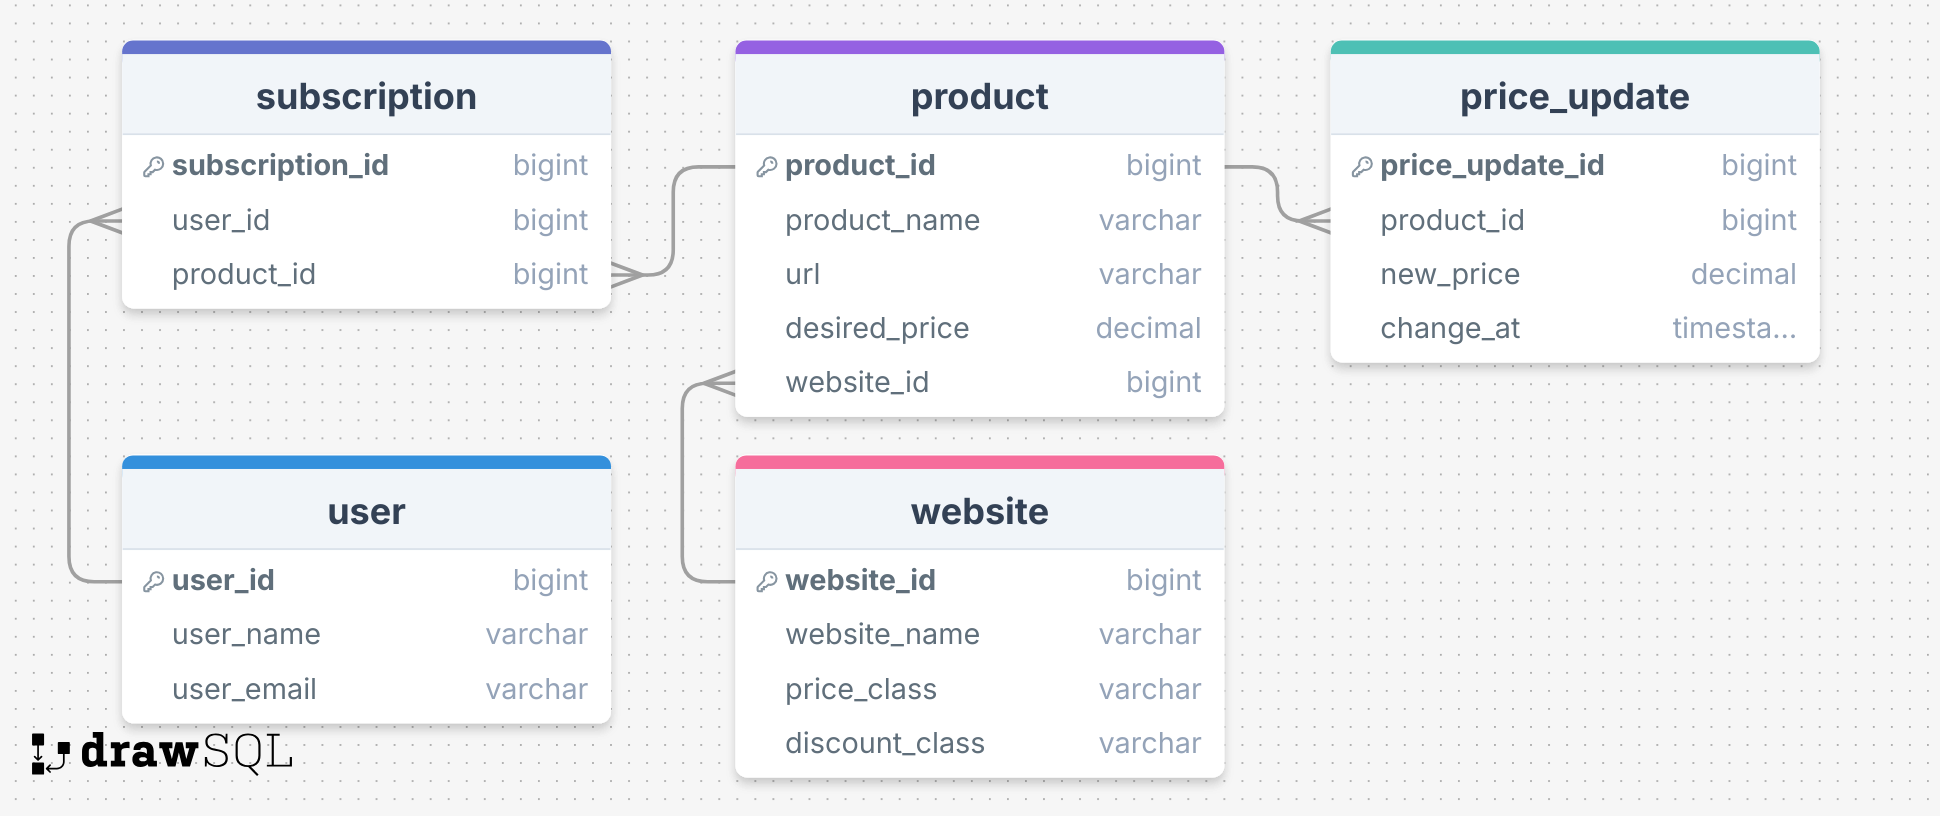 subscription
subscription_id bigint
user_id bigint
product_id bigint
product
product_id bigint
product_name varchar
url varchar
desired_price decimal
website_id bigint
price_update
price_update_id bigint
product_id bigint
new_price decimal
change_at timesta...
user
user_id bigint
user_name varchar
user_email varchar
website
website_id bigint
website_name varchar
price_class varchar
discount_class varchar
drawSQL